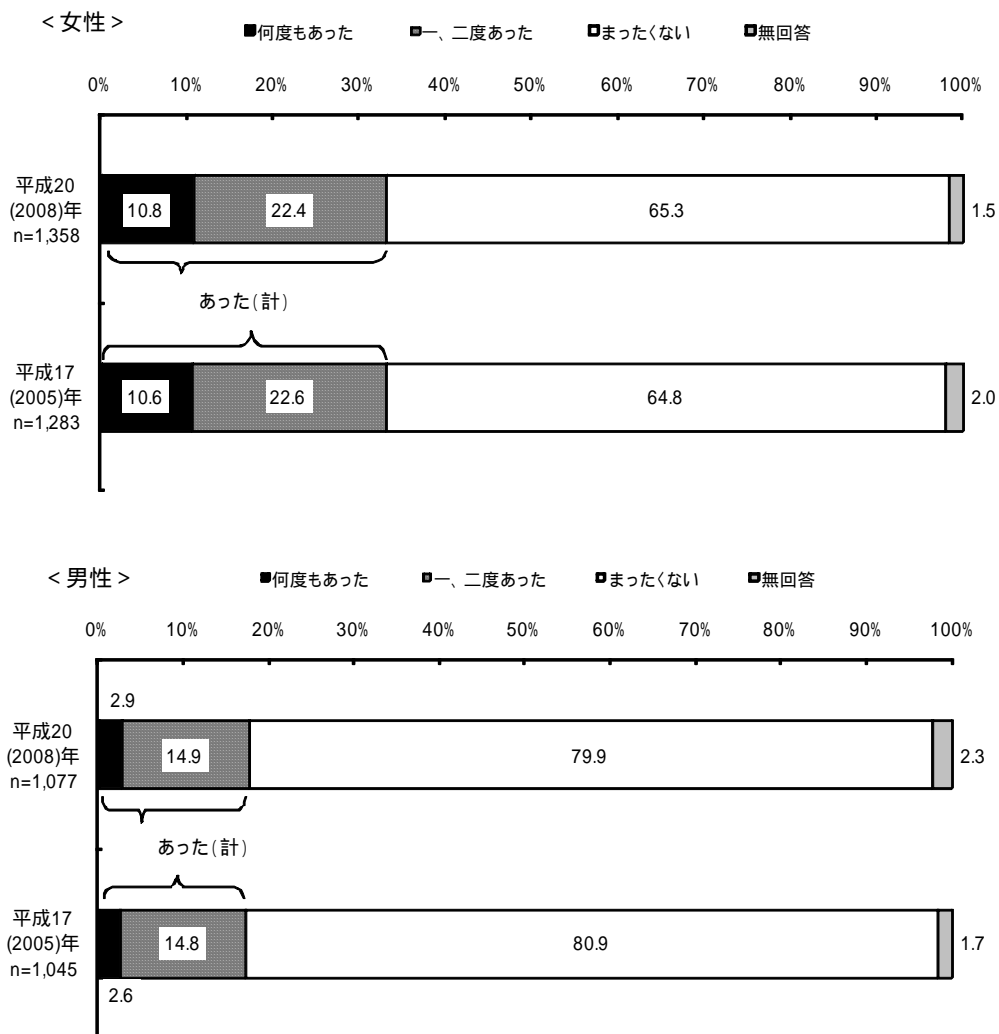 ＜女性＞
■何度もあった ■一、二度あった □まったくない ■無回答
0% 10% 20% 30% 40% 50% 60% 70% 80% 90% 100%
平成20
(2008)年
n=1,358
10.8 22.4 65.3 1.5
あった(計)
平成17
(2005)年
n=1,283
10.6 22.6 64.8 2.0
＜男性＞
■何度もあった ■一、二度あった □まったくない ■無回答
0% 10% 20% 30% 40% 50% 60% 70% 80% 90% 100%
2.9
平成20
(2008)年
n=1,077
14.9 79.9 2.3
あった(計)
平成17
(2005)年
n=1,045
14.8 80.9 1.7
2.6